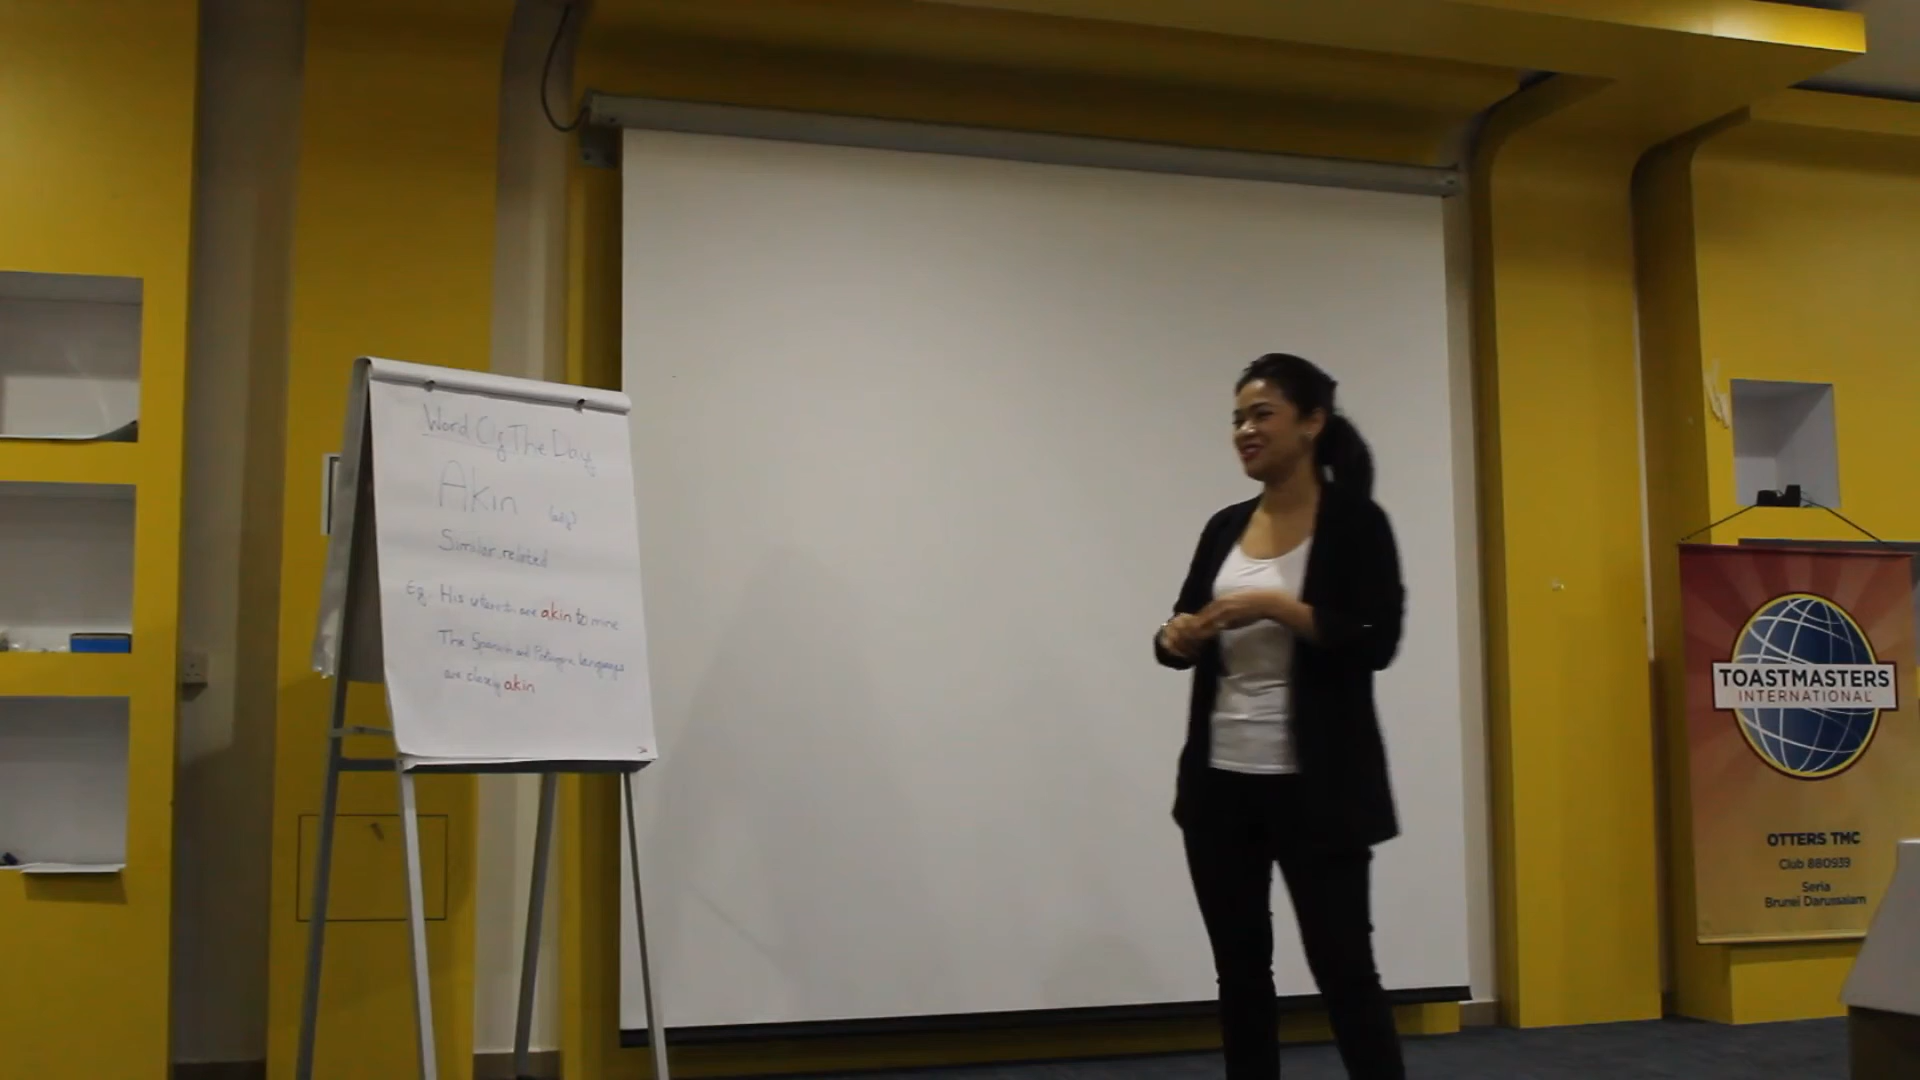 Word Of The Day
Akin (adj)
Similar, related
Eg. His interests are akin to mine
The Spanish and Portuguese languages
are closely akin
TOASTMASTERS
INTERNATIONAL
OTTERS TMC
Club 880939
Seria
Brunei Darussalam